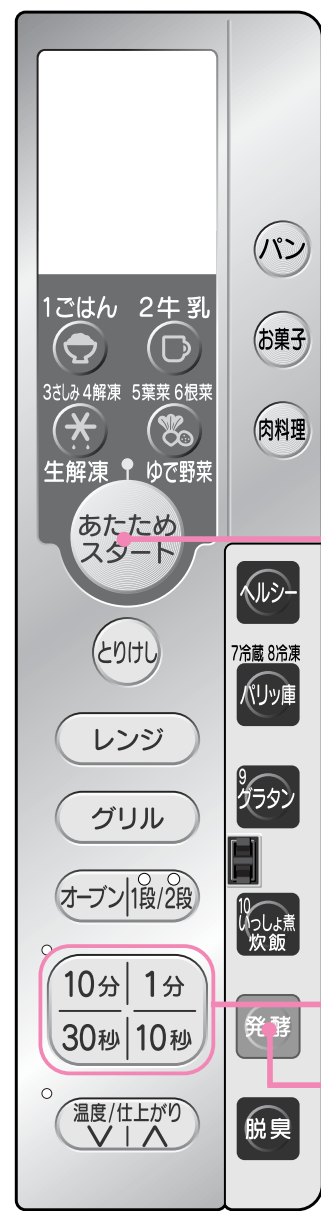 パン
お菓子
肉料理
1ごはん 2牛乳
3さしみ 4解凍 5葉菜 6根菜
生解凍 ゆで野菜
あたため
スタート
とりけし
レンジ
グリル
オーブン 1段/2段
10分 1分
30秒 10秒
温度/仕上がり
ヘルシー
7冷蔵 8冷凍
パリッ庫
9
グラタン
10
いっしょ煮
炊飯
発酵
脱臭